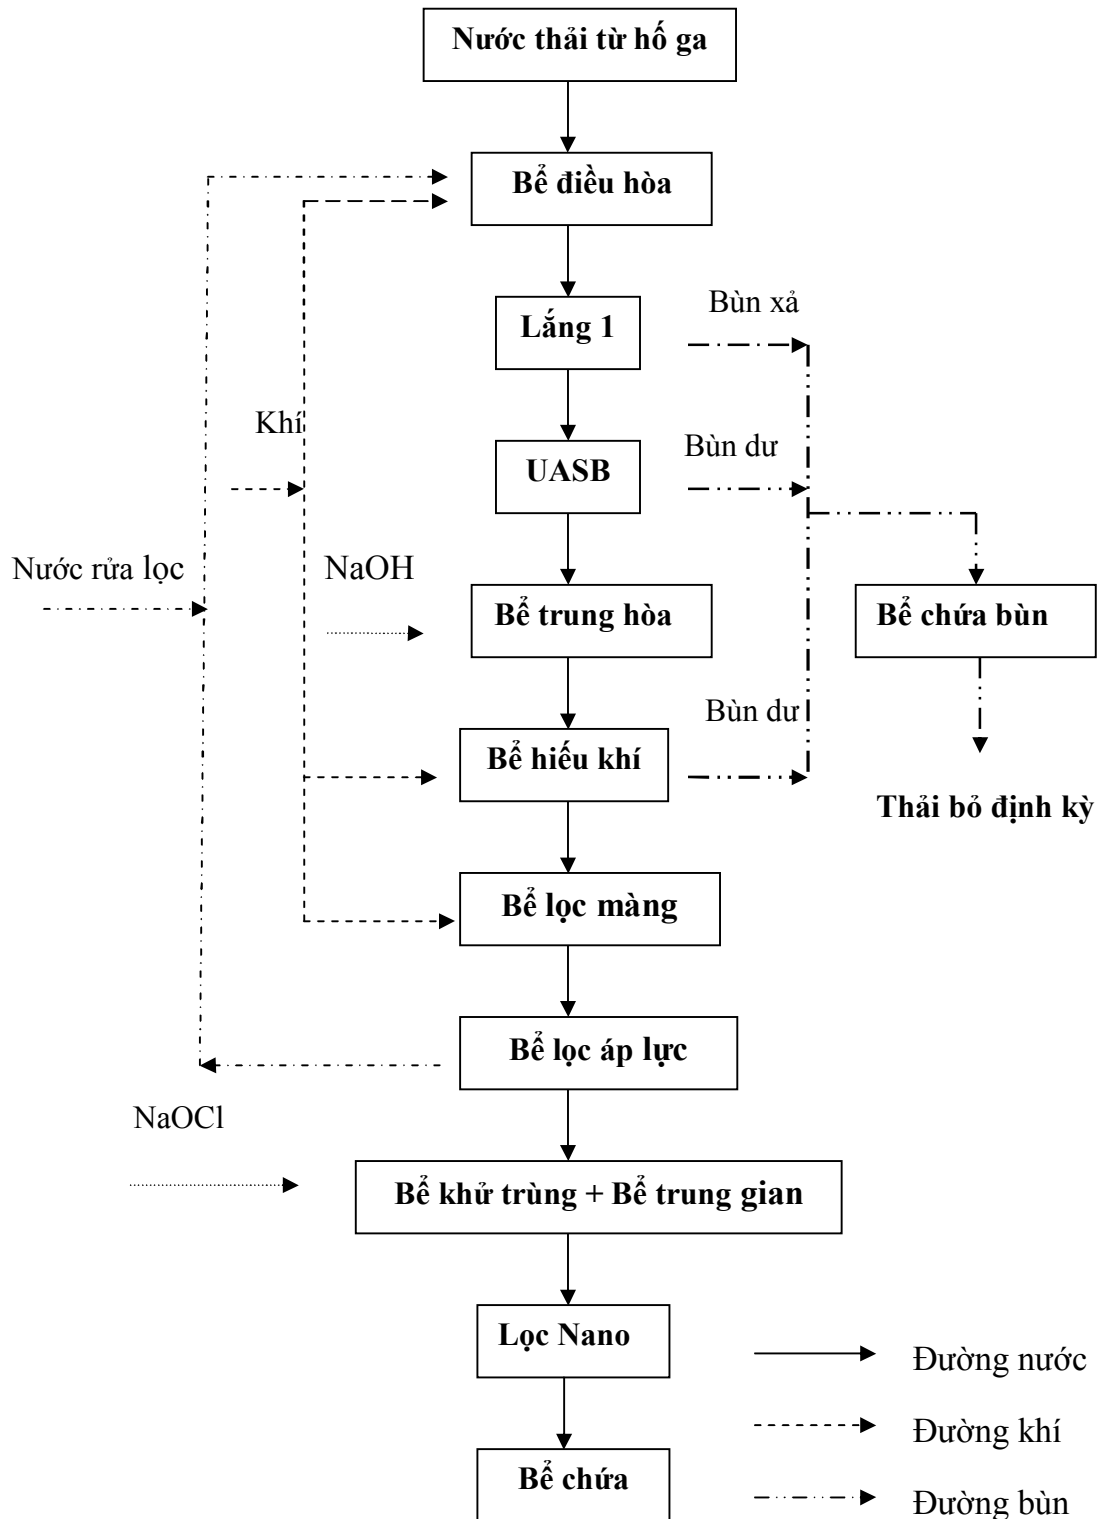 Nước thải từ hố ga
Bể điều hòa
Lắng 1
Bùn xả
Khí
UASB
Bùn dư
Nước rửa lọc
NaOH
Bể trung hòa
Bể chứa bùn
Bùn dư
Bể hiếu khí
Thải bỏ định kỳ
Bể lọc màng
Bể lọc áp lực
NaOCl
Bể khử trùng + Bể trung gian
Lọc Nano
Đường nước
Đường khí
Bể chứa
Đường bùn